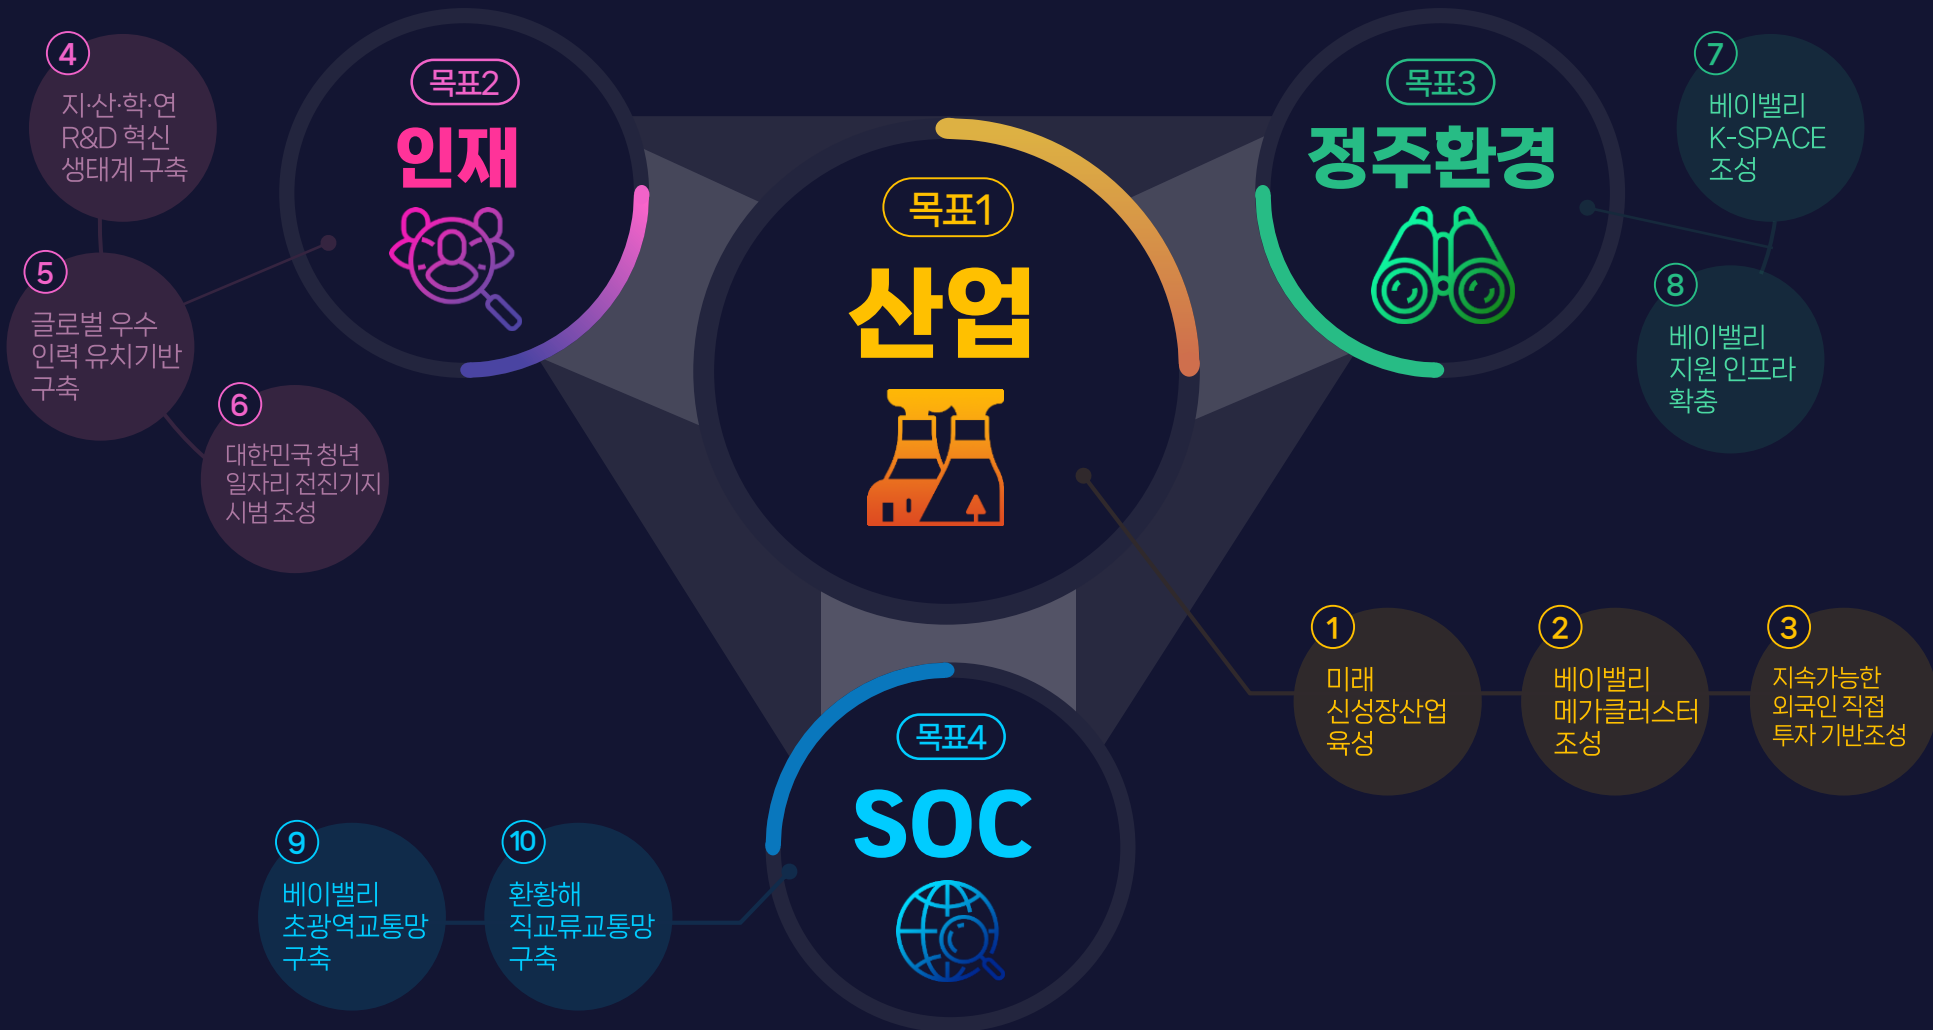 목표1
산업
1
미래
신성장산업
육성
2
베이밸리
메가클러스터
조성
3
지속가능한
외국인 직접
투자 기반조성
목표2
인재
4
지·산·학·연
R&D 혁신
생태계 구축
5
글로벌 우수
인력 유치기반
구축
6
대한민국 청년
일자리 전진기지
시범 조성
목표3
정주환경
7
베이밸리
K-SPACE
조성
8
베이밸리
지원 인프라
확충
목표4
SOC
9
베이밸리
초광역교통망
구축
10
환황해
직교류교통망
구축